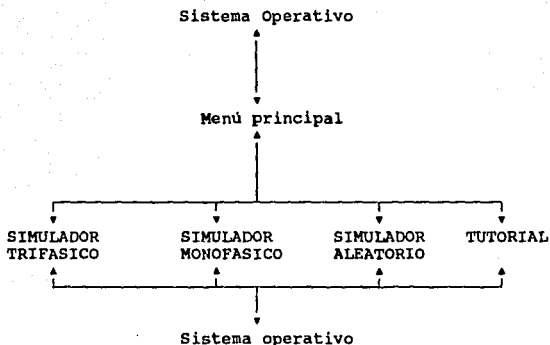 Sistema Operativo
Menú principal
SIMULADOR TRIFASICO
SIMULADOR MONOFASICO
SIMULADOR ALEATORIO
TUTORIAL
Sistema operativo